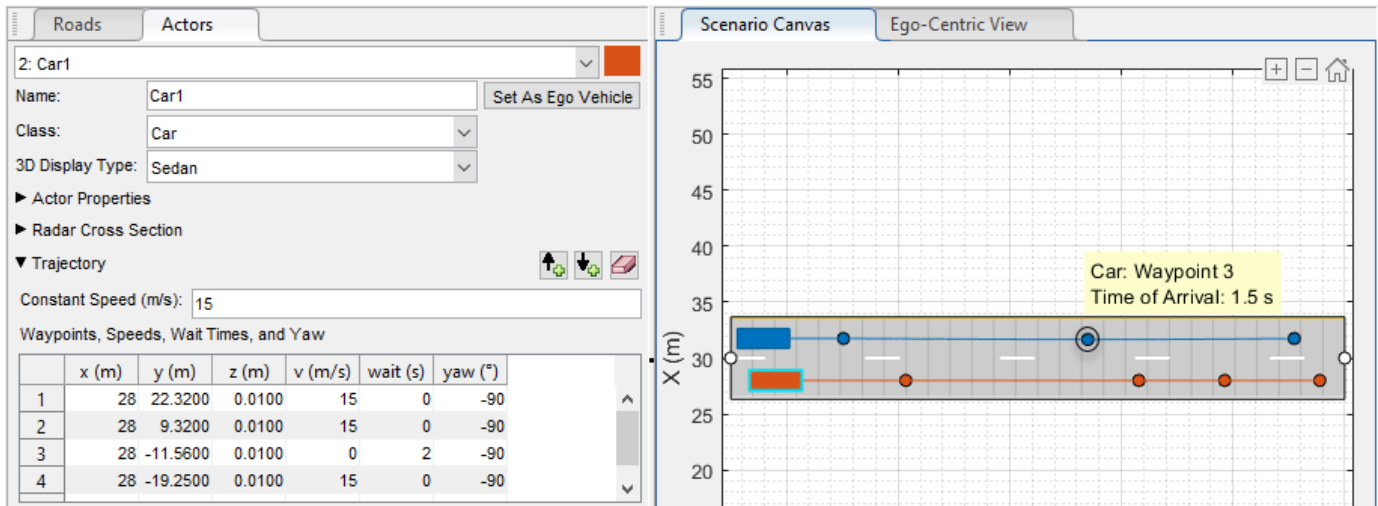 Roads Actors
2: Car1
Name: Car1 Set As Ego Vehicle
Class: Car
3D Display Type: Sedan
Actor Properties
Radar Cross Section
Trajectory
Constant Speed (m/s): 15
Waypoints, Speeds, Wait Times, and Yaw
x (m) y (m) z (m) v (m/s) wait (s) yaw (°)
1 28 22.3200 0.0100 15 0 -90
2 28 9.3200 0.0100 15 0 -90
3 28 -11.5600 0.0100 0 2 -90
4 28 -19.2500 0.0100 15 0 -90
Scenario Canvas Ego-Centric View
55
50
45
40
35
30
25
20
X (m)
Car: Waypoint 3
Time of Arrival: 1.5 s